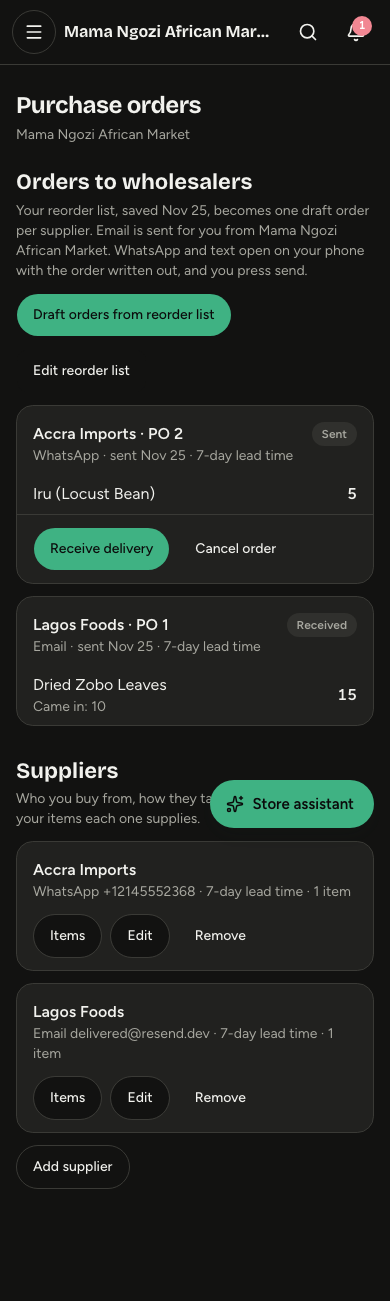 Mama Ngozi African Mar...
1
Purchase orders
Mama Ngozi African Market
Orders to wholesalers
Your reorder list, saved Nov 25, becomes one draft order
per supplier. Email is sent for you from Mama Ngozi
African Market. WhatsApp and text open on your phone
with the order written out, and you press send.
Draft orders from reorder list
Edit reorder list
Accra Imports · PO 2
Sent
WhatsApp · sent Nov 25 · 7-day lead time
Iru (Locust Bean)
5
Receive delivery
Cancel order
Lagos Foods · PO 1
Received
Email · sent Nov 25 · 7-day lead time
Dried Zobo Leaves
15
Came in: 10
Suppliers
Who you buy from, how they
your items each one supplies.
Store assistant
Accra Imports
WhatsApp +12145552368 · 7-day lead time · 1 item
Items
Edit
Remove
Lagos Foods
Email delivered@resend.dev · 7-day lead time · 1
item
Items
Edit
Remove
Add supplier